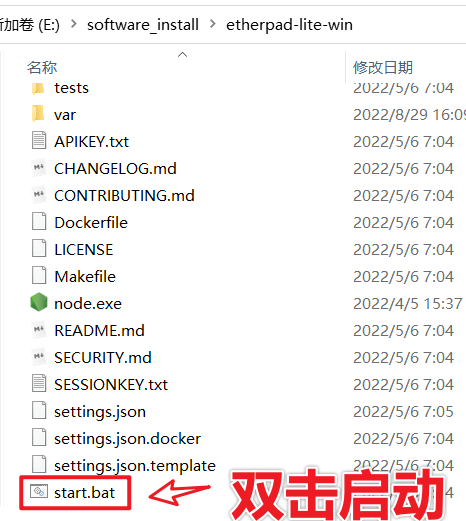 新加卷 (E:) > software_install > etherpad-lite-win
名称 修改日期
tests 2022/5/6 7:04
var 2022/8/29 16:09
APIKEY.txt 2022/5/6 7:04
CHANGELOG.md 2022/5/6 7:04
CONTRIBUTING.md 2022/5/6 7:04
Dockerfile 2022/5/6 7:04
LICENSE 2022/5/6 7:04
Makefile 2022/5/6 7:04
node.exe 2022/4/5 15:37
README.md 2022/5/6 7:04
SECURITY.md 2022/5/6 7:04
SESSIONKEY.txt 2022/5/6 7:04
settings.json 2022/5/6 7:05
settings.json.docker 2022/5/6 7:04
settings.json.template 2022/5/6 7:04
start.bat 双击启动